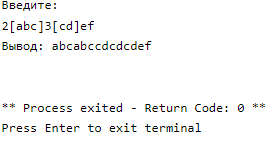 Введите:
2[abc]3[cd]ef
Вывод: abcabccdcdcdef
** Process exited - Return Code: 0 **
Press Enter to exit terminal